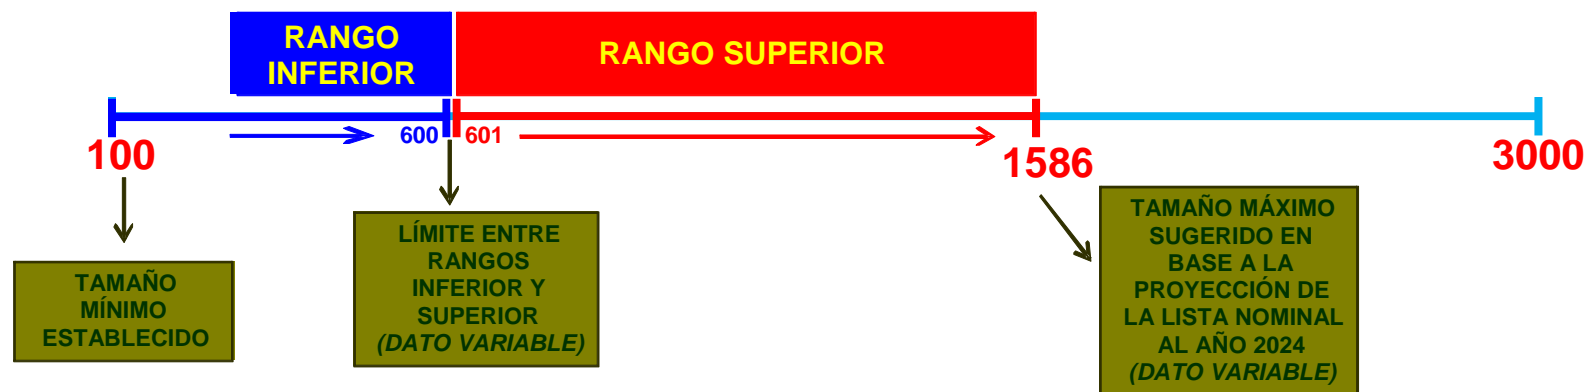 RANGO
INFERIOR
RANGO SUPERIOR
600
601
100
1586
3000
TAMAÑO
MÍNIMO
ESTABLECIDO
LÍMITE ENTRE
RANGOS
INFERIOR Y
SUPERIOR
(DATO VARIABLE)
TAMAÑO MÁXIMO
SUGERIDO EN
BASE A LA
PROYECCIÓN DE
LA LISTA NOMINAL
AL AÑO 2024
(DATO VARIABLE)